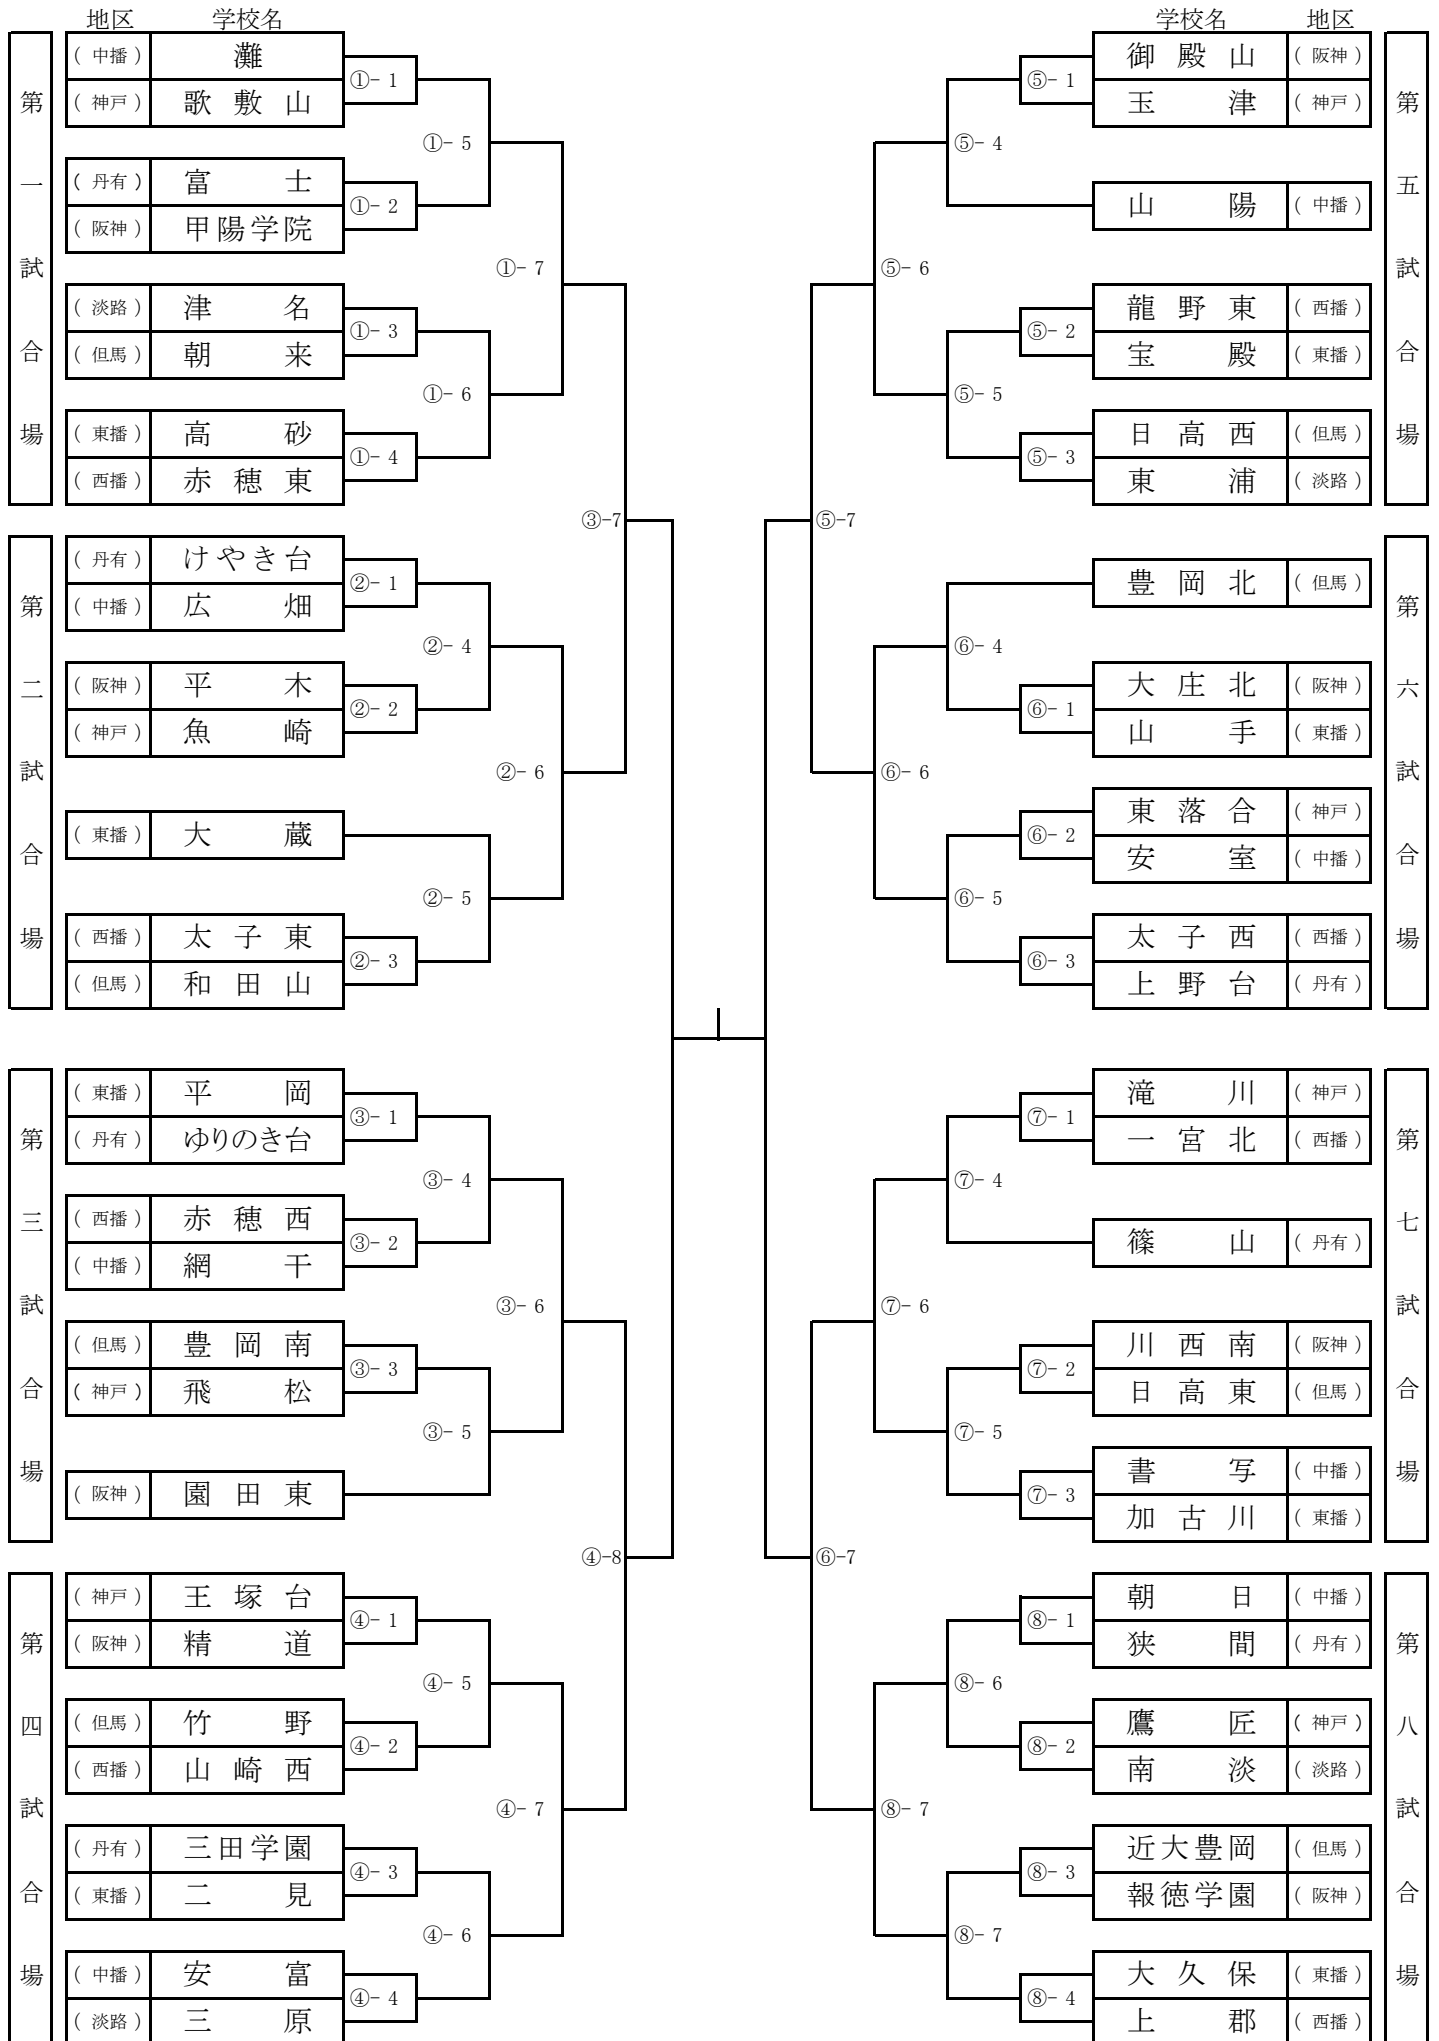 地区 学校名
第一試合場
(中播) 灘
①-1
(神戸) 歌敷山
①-5
(丹有) 富士
①-2
(阪神) 甲陽学院
①-7
(淡路) 津名
①-3
(但馬) 朝来
①-6
(東播) 高砂
①-4
(西播) 赤穂東
③-7
第二試合場
(丹有) けやき台
②-1
(中播) 広畑
②-4
(阪神) 平木
②-2
(神戸) 魚崎
②-6
(東播) 大蔵
②-5
(西播) 太子東
②-3
(但馬) 和田山
第三試合場
(東播) 平岡
③-1
(丹有) ゆりのき台
③-4
(西播) 赤穂西
③-2
(中播) 網干
③-6
(但馬) 豊岡南
③-3
(神戸) 飛松
③-5
(阪神) 園田東
④-8
第四試合場
(神戸) 王塚台
④-1
(阪神) 精道
④-5
(但馬) 竹野
④-2
(西播) 山崎西
④-7
(丹有) 三田学園
④-3
(東播) 二見
④-6
(中播) 安富
④-4
(淡路) 三原
学校名 地区
第五試合場
御殿山 (阪神)
⑤-1
玉津 (神戸)
⑤-4
山陽 (中播)
⑤-6
龍野東 (西播)
⑤-2
宝殿 (東播)
⑤-5
日高西 (但馬)
⑤-3
東浦 (淡路)
⑤-7
第六試合場
豊岡北 (但馬)
⑥-4
大庄北 (阪神)
⑥-1
山手 (東播)
⑥-6
東落合 (神戸)
⑥-2
安室 (中播)
⑥-5
太子西 (西播)
⑥-3
上野台 (丹有)
第七試合場
滝川 (神戸)
⑦-1
一宮北 (西播)
⑦-4
篠山 (丹有)
⑦-6
川西南 (阪神)
⑦-2
日高東 (但馬)
⑦-5
書写 (中播)
⑦-3
加古川 (東播)
⑥-7
第八試合場
朝日 (中播)
⑧-1
狭間 (丹有)
⑧-6
鷹匠 (神戸)
⑧-2
南淡 (淡路)
⑧-7
近大豊岡 (但馬)
⑧-3
報徳学園 (阪神)
⑧-7
大久保 (東播)
⑧-4
上郡 (西播)